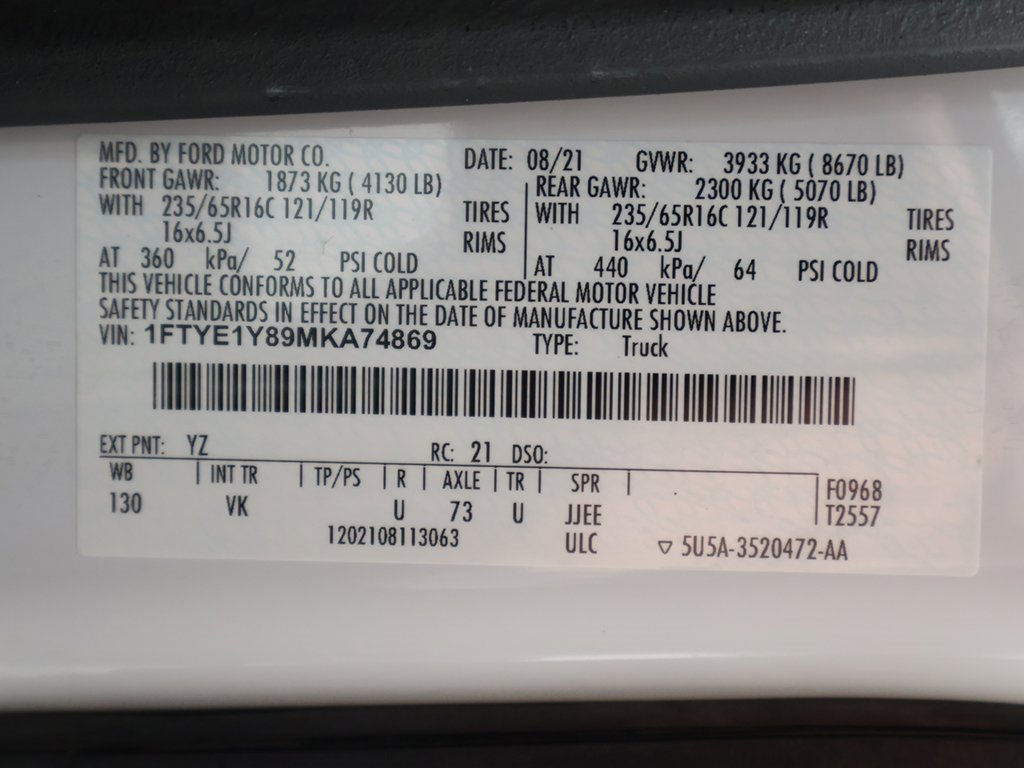 MFD. BY FORD MOTOR CO. DATE: 08/21 GVWR: 3933 KG ( 8670 LB)
FRONT GAWR: 1873 KG ( 4130 LB) REAR GAWR: 2300 KG ( 5070 LB)
WITH 235/65R16C 121/119R TIRES WITH 235/65R16C 121/119R TIRES
16x6.5J RIMS 16x6.5J RIMS
AT 360 kPa/ 52 PSI COLD AT 440 kPa/ 64 PSI COLD
THIS VEHICLE CONFORMS TO ALL APPLICABLE FEDERAL MOTOR VEHICLE
SAFETY STANDARDS IN EFFECT ON THE DATE OF MANUFACTURE SHOWN ABOVE.
VIN: 1FTYE1Y89MKA74869 TYPE: Truck
EXT PNT: YZ RC: 21 DSO:
WB INT TR TP/PS R AXLE TR SPR F0968
130 VK U 73 U JJEE T2557
1202108113063 ULC ▽ 5U5A-3520472-AA